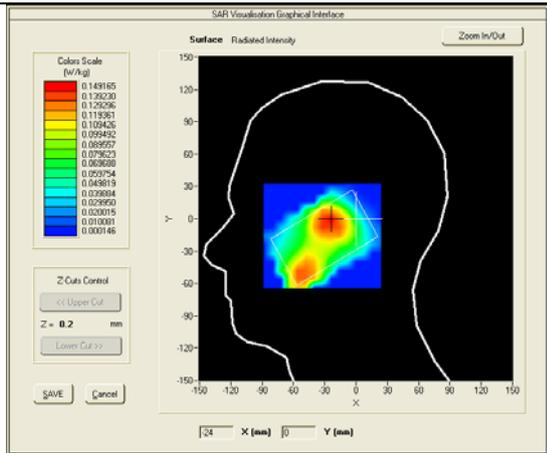 SAR Visualisation Graphical Interface
Surface Radiated Intensity
Zoom In/Out
Colors Scale
(W/kg)
0.149165
0.139230
0.129296
0.119361
0.109426
0.099492
0.089557
0.079623
0.069688
0.059754
0.049819
0.039884
0.029950
0.020015
0.010081
0.000146
Z-Cuts Control
<< Upper Cut
Z = 0.2 mm
Lower Cut >>
SAVE Cancel
150
120
90
60
30
0
-30
-60
-90
-120
-150
Y
-150 -120 -90 -60 -30 0 30 60 90 120 150
X
-24 X (mm) 0 Y (mm)